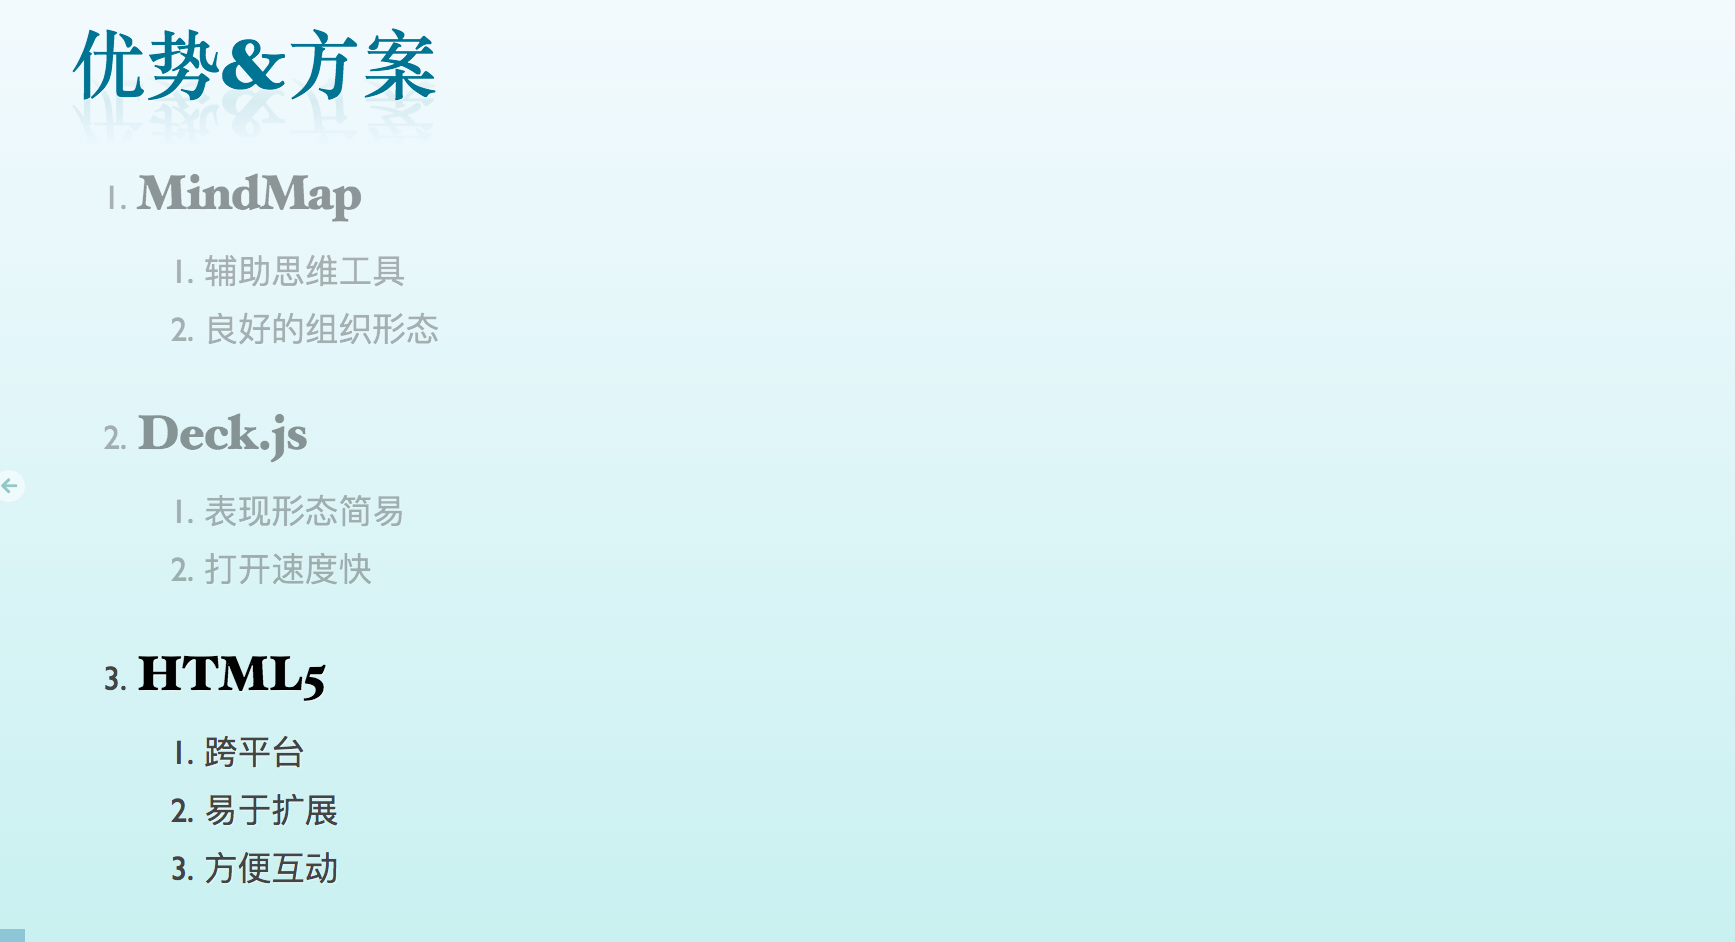 优势&方案
1. MindMap
1. 辅助思维工具
2. 良好的组织形态
2. Deck.js
1. 表现形态简易
2. 打开速度快
3. HTML5
1. 跨平台
2. 易于扩展
3. 方便互动